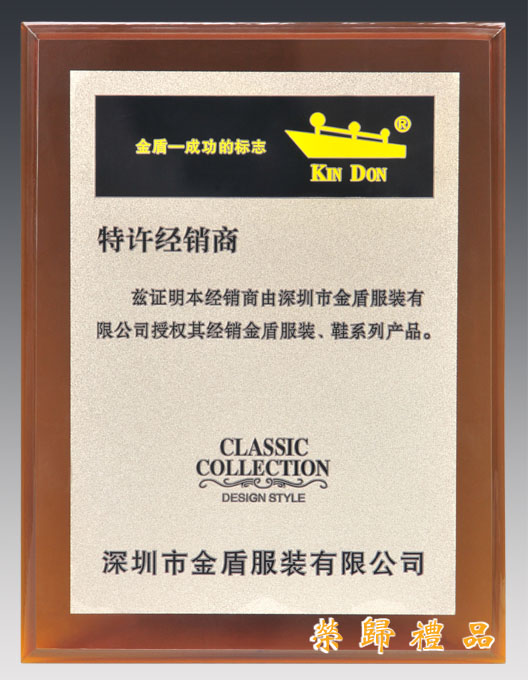 金盾—成功的标志
®
KIN DON
特许经销商
兹证明本经销商由深圳市金盾服装有
限公司授权其经销金盾服装、鞋系列产品。
CLASSIC
COLLECTION
DESIGN STYLE
深圳市金盾服装有限公司
榮歸禮品